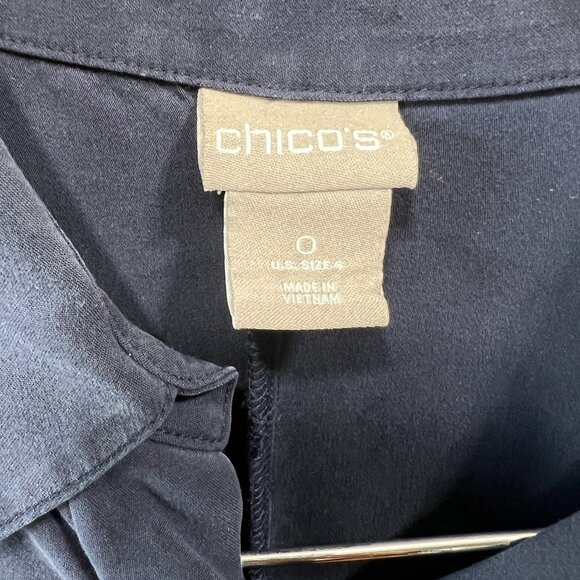 chico's®
0
U.S. SIZE 4
MADE IN
VIETNAM